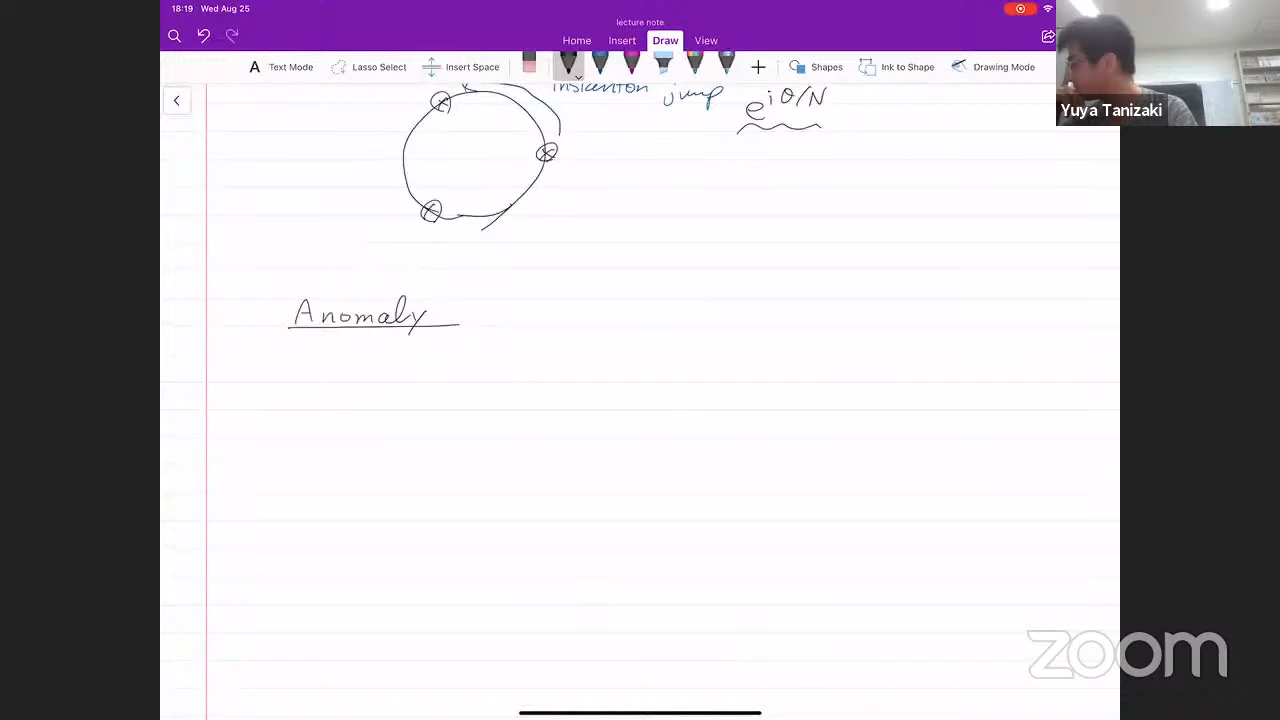 18:19 Wed Aug 25
lecture note
Home Insert Draw View
Text Mode Lasso Select Insert Space Shapes Ink to Shape Drawing Mode
Yuya Tanizaki
instanton jump
e^{iθ/N}
Anomaly
zoom